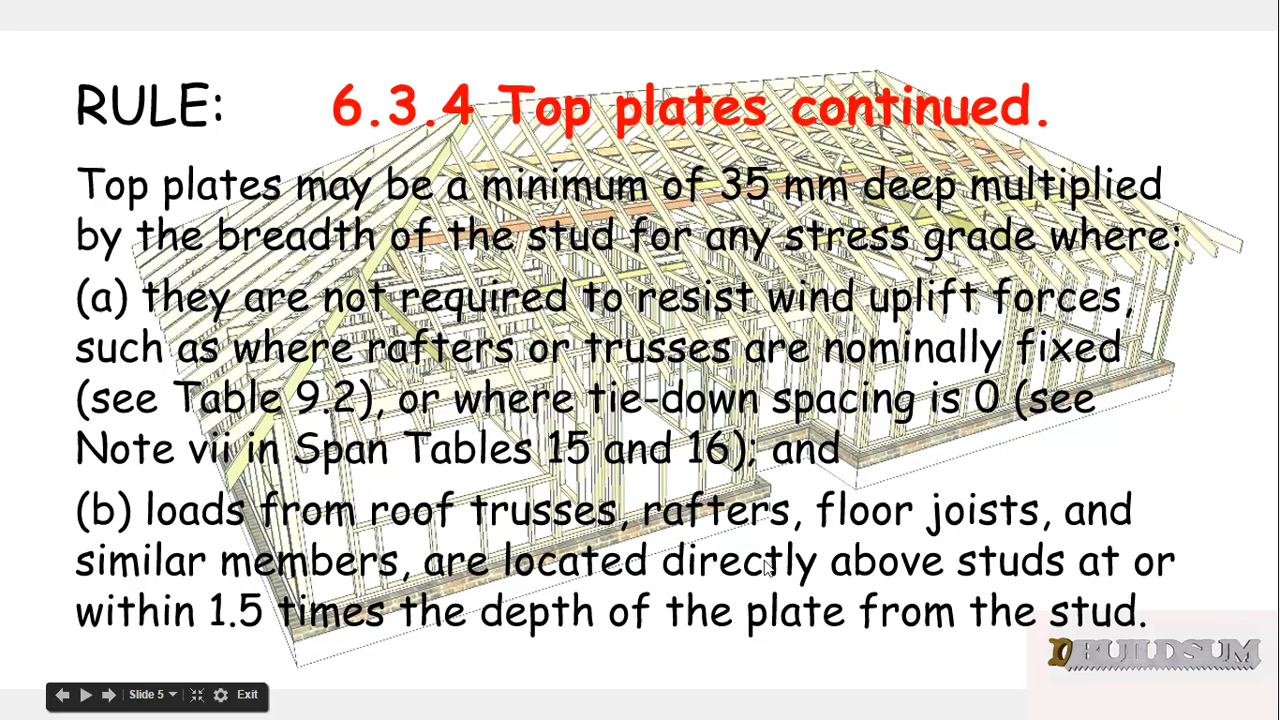 RULE: 6.3.4 Top plates continued.
Top plates may be a minimum of 35 mm deep multiplied
by the breadth of the stud for any stress grade where:
(a) they are not required to resist wind uplift forces,
such as where rafters or trusses are nominally fixed
(see Table 9.2), or where tie-down spacing is 0 (see
Note vii in Span Tables 15 and 16); and
(b) loads from roof trusses, rafters, floor joists, and
similar members, are located directly above studs at or
within 1.5 times the depth of the plate from the stud.
BUILDSUM
Slide 5
Exit